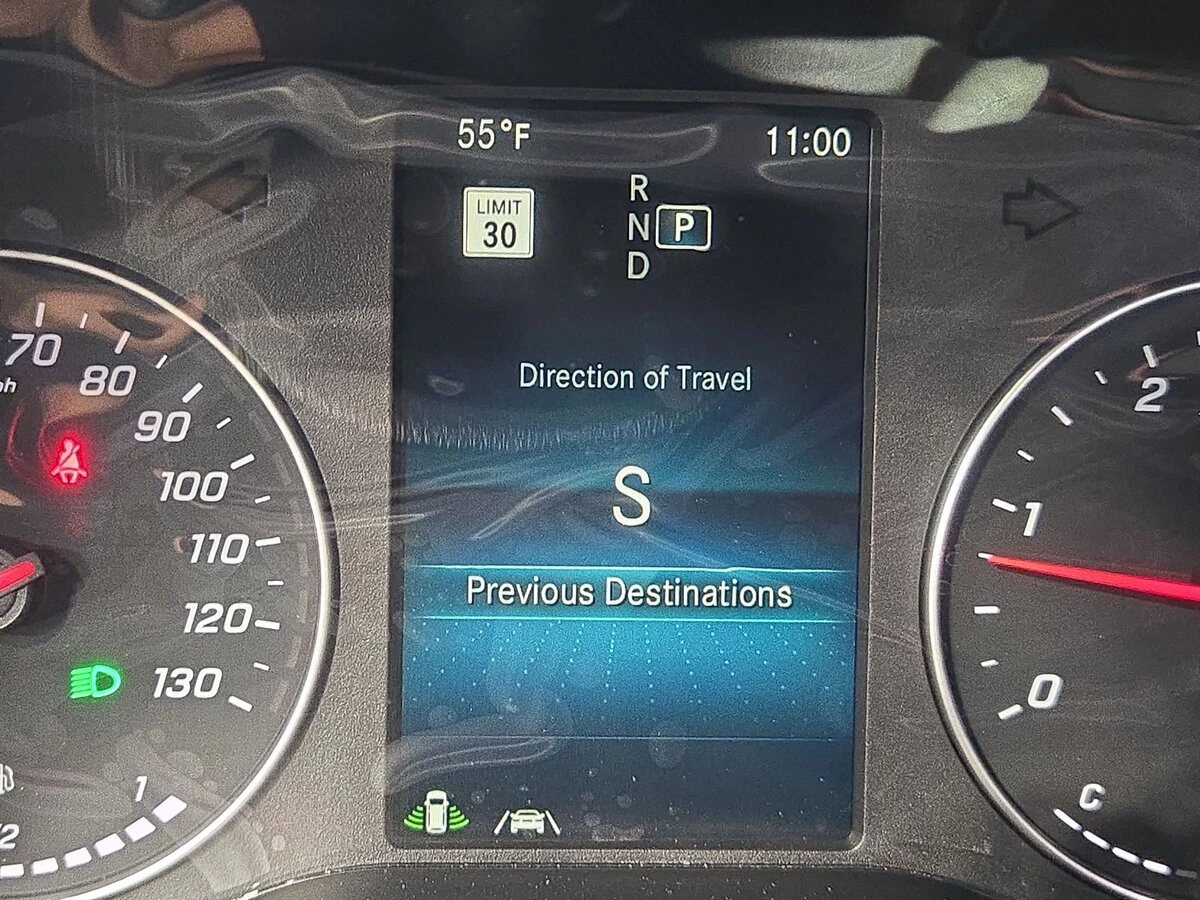 55°F
11:00
LIMIT
30
R
N
P
D
70
80
90
100
110
120
130
1
Direction of Travel
S
Previous Destinations
2
1
0
C